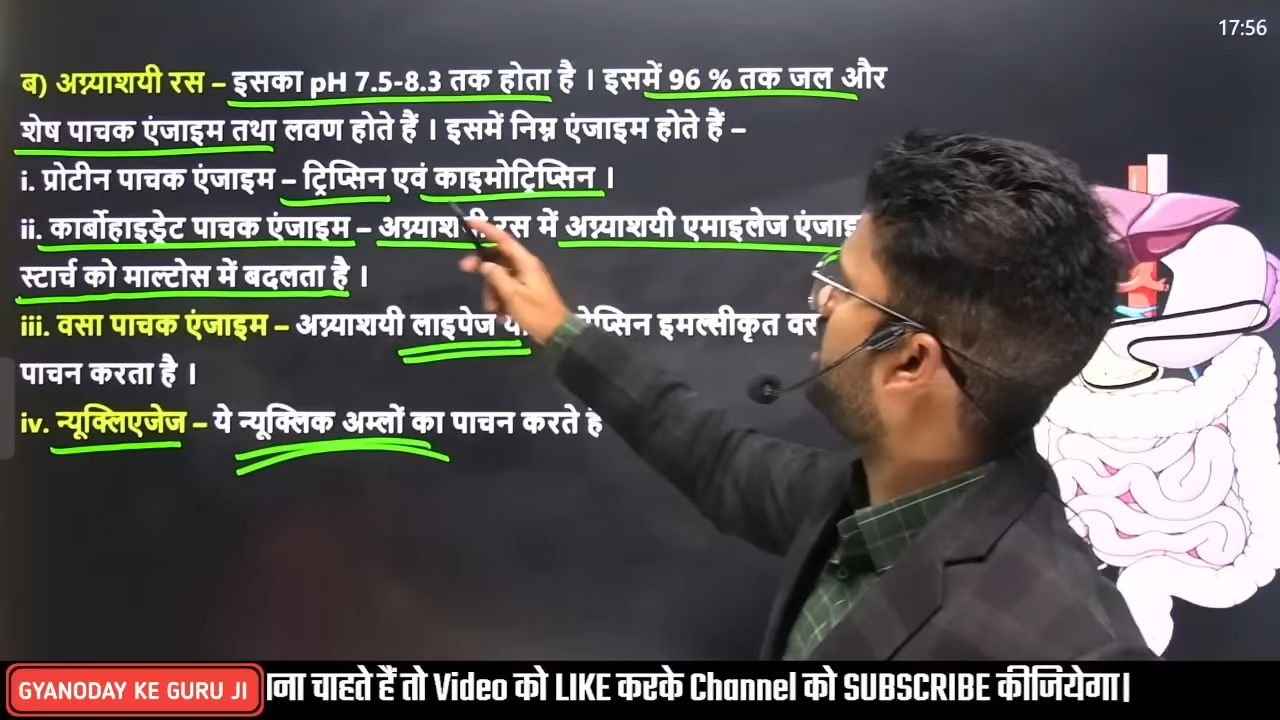 17:56
ब) अग्न्याशयी रस – इसका pH 7.5-8.3 तक होता है । इसमें 96 % तक जल और
शेष पाचक एंजाइम तथा लवण होते हैं । इसमें निम्न एंजाइम होते हैं –
i. प्रोटीन पाचक एंजाइम – ट्रिप्सिन एवं काइमोट्रिप्सिन ।
ii. कार्बोहाइड्रेट पाचक एंजाइम – अग्न्याशयी रस में अग्न्याशयी एमाइलेज
स्टार्च को माल्टोस में बदलता है ।
iii. वसा पाचक एंजाइम – अग्न्याशयी लाइपेज इमल्सीकृत
पाचन करता है ।
iv. न्यूक्लिएजेज – ये न्यूक्लिक अम्लों का पाचन करते
GYANODAY KE GURU JI चाहते हैं तो Video को LIKE करके Channel को SUBSCRIBE कीजियेगा|